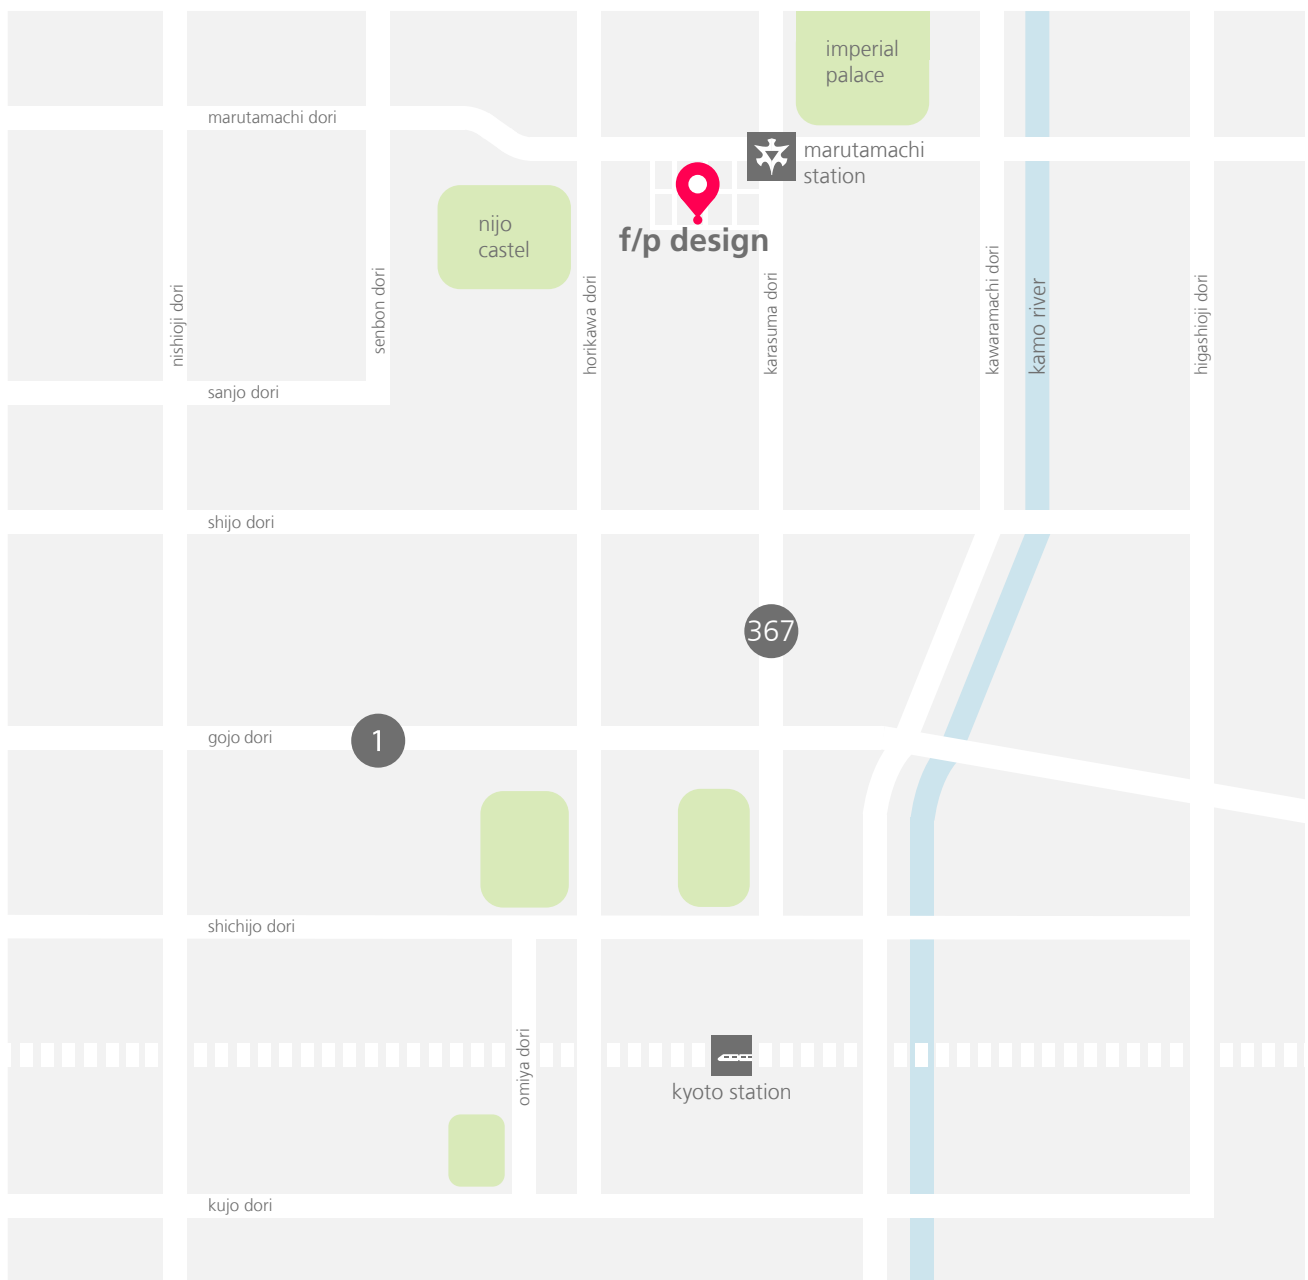 imperial
palace
marutamachi dori
marutamachi
station
nijo
castel
f/p design
nishioji dori
senbon dori
horikawa dori
karasuma dori
kawaramachi dori
kamo river
higashioji dori
sanjo dori
shijo dori
367
gojo dori
1
shichijo dori
omiya dori
kyoto station
kujo dori